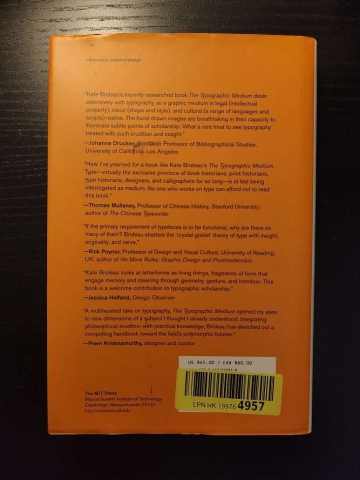 information science/design
"Kate Brideau's expertly researched book The Typographic Medium deals
extensively with typography as a graphic medium in legal (intellectual
property), visual (shape and style), and cultural (a range of languages and
scripts) realms. The hand-drawn images are breathtaking in their capacity to
illuminate subtle points of scholarship. What a rare treat to see typography
treated with such erudition and insight."
—Johanna Drucker, Professor of Bibliographical Studies,
University of California, Los Angeles
"How I've yearned for a book like Kate Brideau's The Typographic Medium.
Type—virtually the exclusive province of book historians, print historians,
type historians, designers, and calligraphers for so long—is at last being
interrogated as medium. No one who works on type can afford not to read
this book."
—Thomas Mullaney, Professor of Chinese History, Stanford University;
author of The Chinese Typewriter
"If the primary requirement of typefaces is to be functional, why are there so
many of them? Brideau shatters the 'crystal goblet' theory of type with insight,
originality, and verve."
—Rick Poynor, Professor of Design and Visual Culture, University of Reading,
UK; author of No More Rules: Graphic Design and Postmodernism
"Kate Brideau looks at letterforms as living things, fragments of form that
engage memory and meaning through geometry, gesture, and intention. This
book is a welcome contribution to typographic scholarship."
—Jessica Helfand, Design Observer
"A multifaceted take on typography, The Typographic Medium opened my eyes
to new dimensions of a subject I thought I already understood. Integrating
philosophical erudition with practical knowledge, Brideau has sketched out a
compelling handbook toward the field's polymorphic futures."
—Prem Krishnamurthy, designer and curator
US $45.00 / CAN $60.00
LPN HK 19976 4957
The MIT Press
Massachusetts Institute of Technology
Cambridge, Massachusetts 02142
http://mitpress.mit.edu